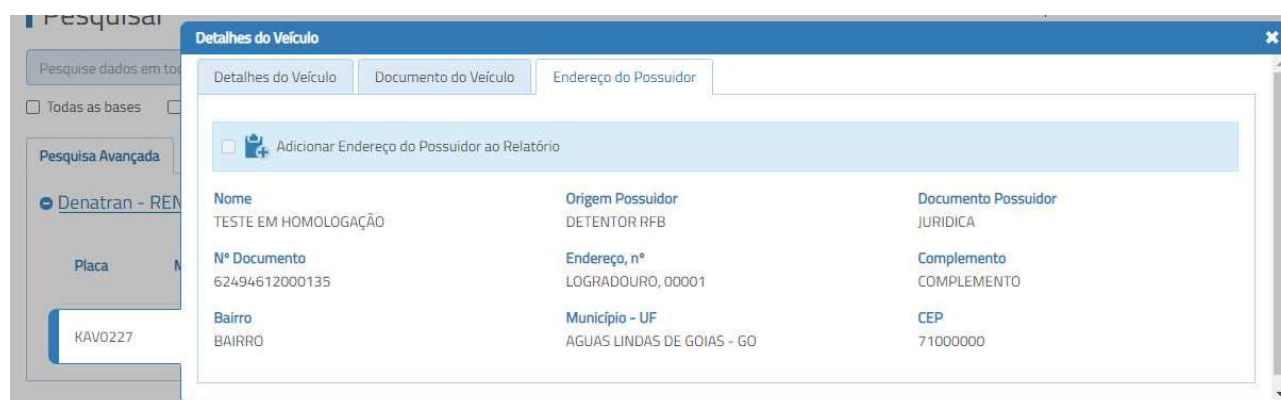 Pesquisar
Detalhes do Veículo
Pesquise dados em
Detalhes do Veículo Documento do Veículo Endereço do Possuidor
Todas as bases
Adicionar Endereço do Possuidor ao Relatório
Pesquisa Avançada
Nome Origem Possuidor Documento Possuidor
Denatran -
TESTE EM HOMOLOGAÇÃO DETENTOR RFB JURIDICA
Nº Documento Endereço, nº Complemento
Placa
62494612000135 LOGRADOURO, 00001 COMPLEMENTO
Bairro Município - UF CEP
KAV0227
BAIRRO AGUAS LINDAS DE GOIAS - GO 71000000